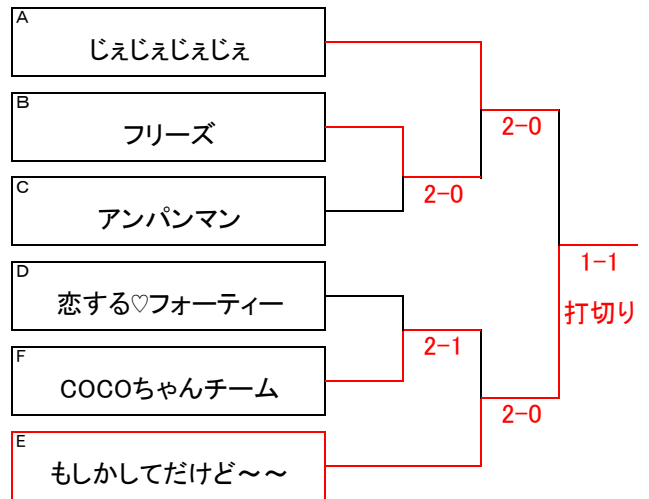 A
じぇじぇじぇじぇ
B
フリーズ
C
アンパンマン
D
恋する♡フォーティー
F
COCOちゃんチーム
E
もしかしてだけど～～
2-0
2-0
2-1
2-0
1-1
打切り